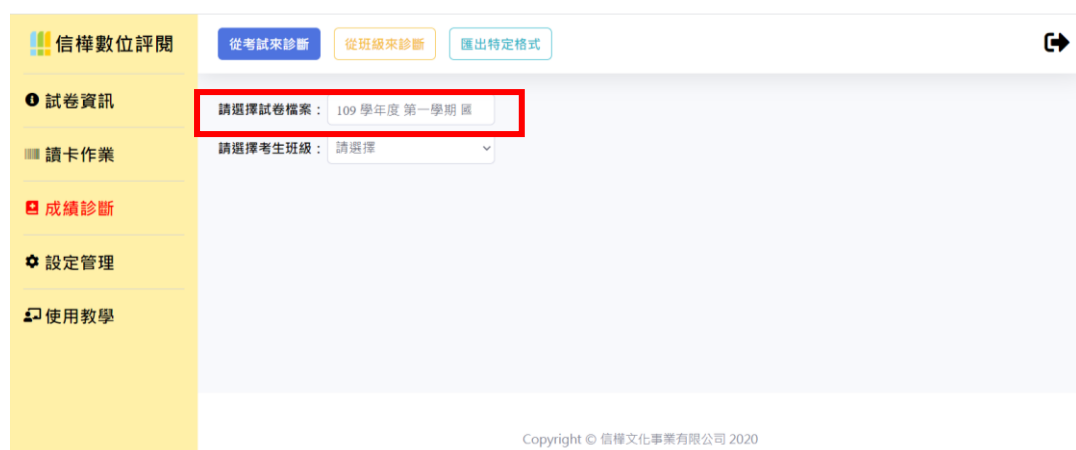 信樺數位評閱
從考試來診斷 從班級來診斷 匯出特定格式
試卷資訊
讀卡作業
成績診斷
設定管理
使用教學
請選擇試卷檔案：109 學年度 第一學期 國
請選擇考生班級：請選擇
Copyright © 信樺文化事業有限公司 2020